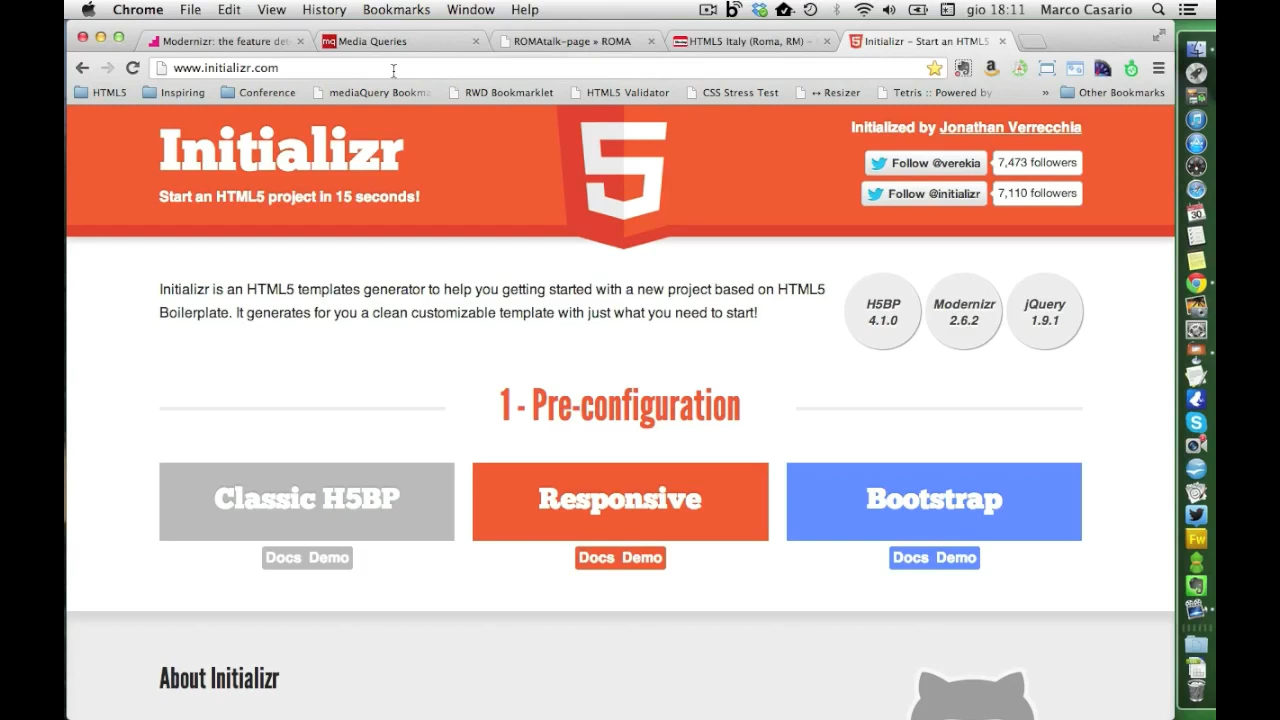 Chrome File Edit View History Bookmarks Window Help gio 18:11 Marco Casario
Modernizr: the feature det Media Queries ROMAtalk-page » ROMA HTML5 Italy (Roma, RM) – Initializr – Start an HTML5
www.initializr.com
HTML5 Inspiring Conference mediaQuery Bookma RWD Bookmarklet HTML5 Validator CSS Stress Test ↔ Resizer Tetris :: Powered by » Other Bookmarks
Initializr
Start an HTML5 project in 15 seconds!
5
Initialized by Jonathan Verrecchia
Follow @verekia 7,473 followers
Follow @initializr 7,110 followers
Initializr is an HTML5 templates generator to help you getting started with a new project based on HTML5
Boilerplate. It generates for you a clean customizable template with just what you need to start!
H5BP
4.1.0
Modernizr
2.6.2
jQuery
1.9.1
1 - Pre-configuration
Classic H5BP
Docs Demo
Responsive
Docs Demo
Bootstrap
Docs Demo
About Initializr
30
Fw